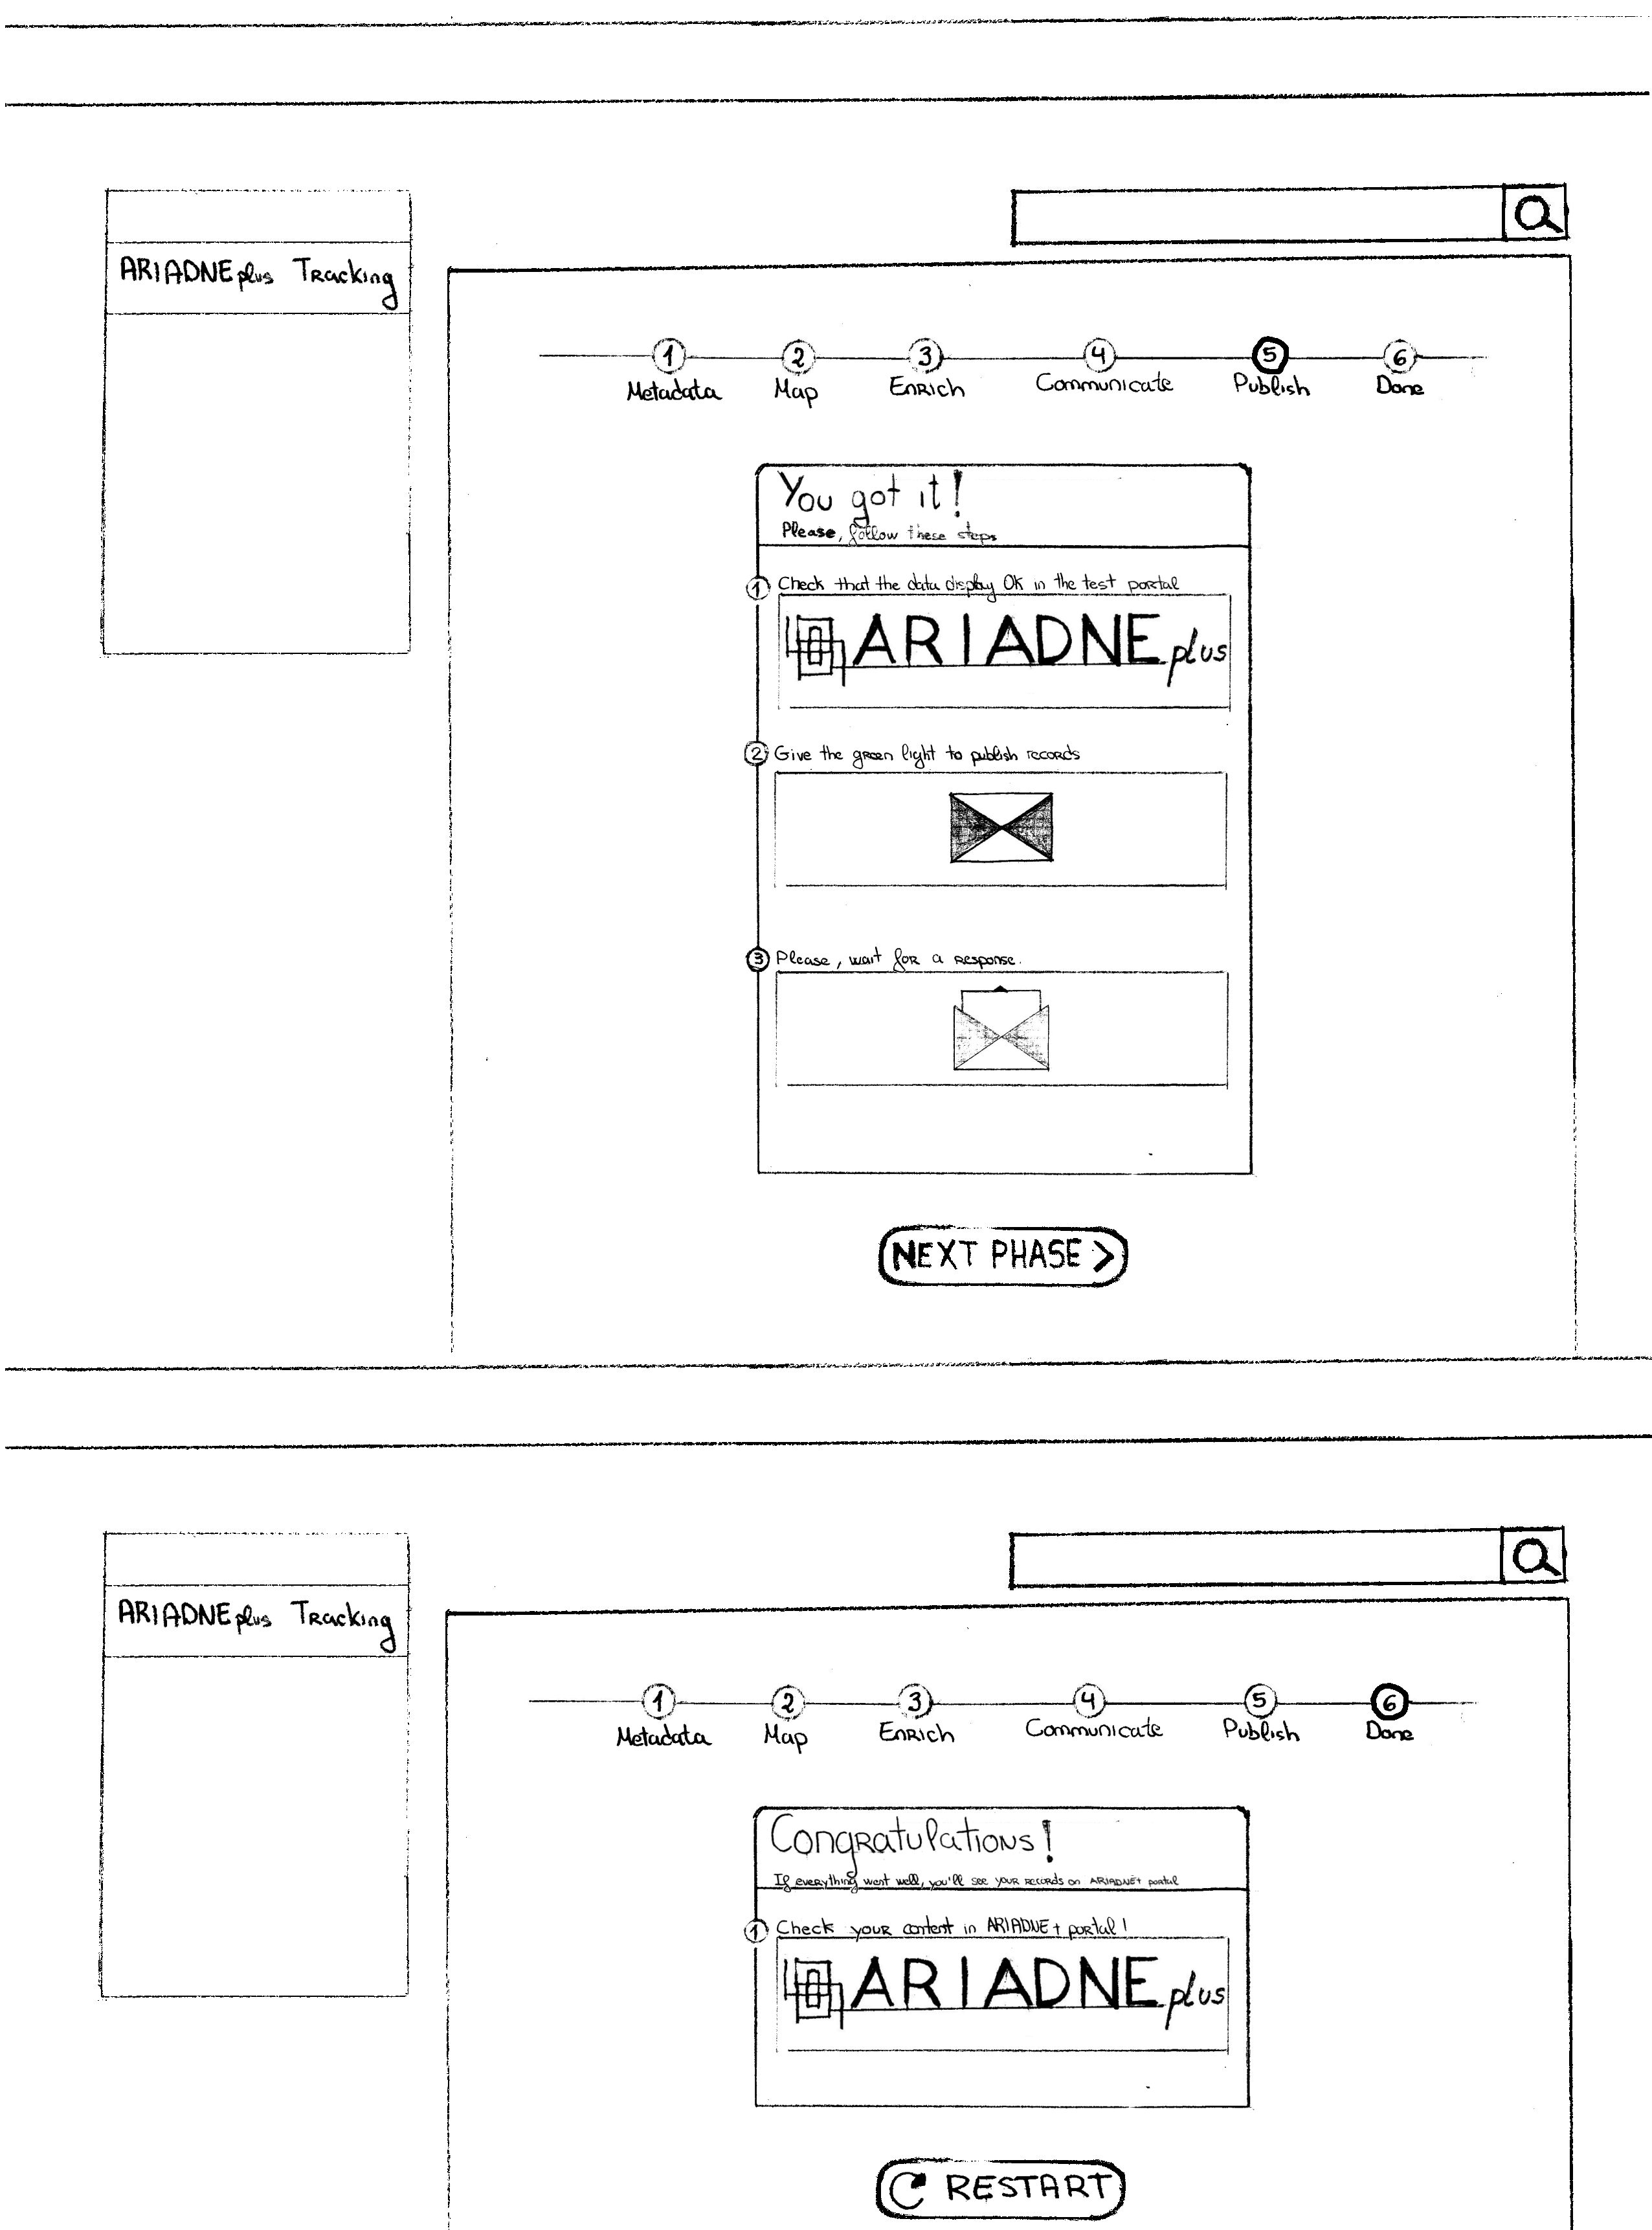 ARIADNEplus Tracking
1 2 3 4 5 6
Metadata Map Enrich Communicate Publish Done
You got it!
Please, follow these steps
1 Check that the data display OK in the test portal
ARIADNEplus
2 Give the green light to publish records
3 Please, wait for a response.
NEXT PHASE >
ARIADNEplus Tracking
1 2 3 4 5 6
Metadata Map Enrich Communicate Publish Done
Congratulations!
If everything went well, you'll see your records on ARIADNE+ portal
1 Check your content in ARIADNE+ portal!
ARIADNEplus
RESTART